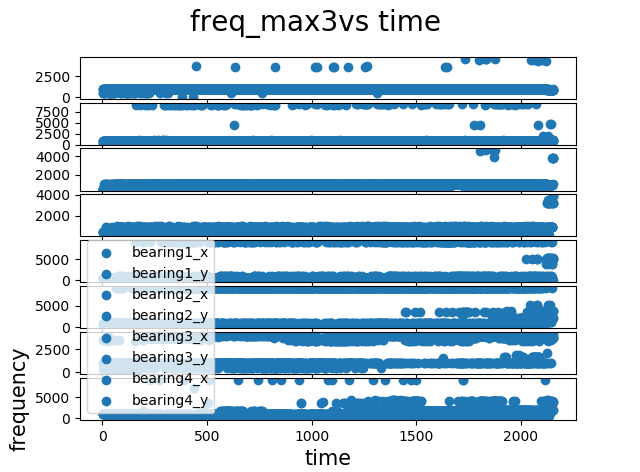 freq_max3vs time
2500
0
7500
5000
2500
0
4000
2000
4000
2000
5000
0
5000
0
2500
0
5000
0
bearing1_x
bearing1_y
bearing2_x
bearing2_y
bearing3_x
bearing3_y
bearing4_x
bearing4_y
frequency
0 500 1000 1500 2000
time